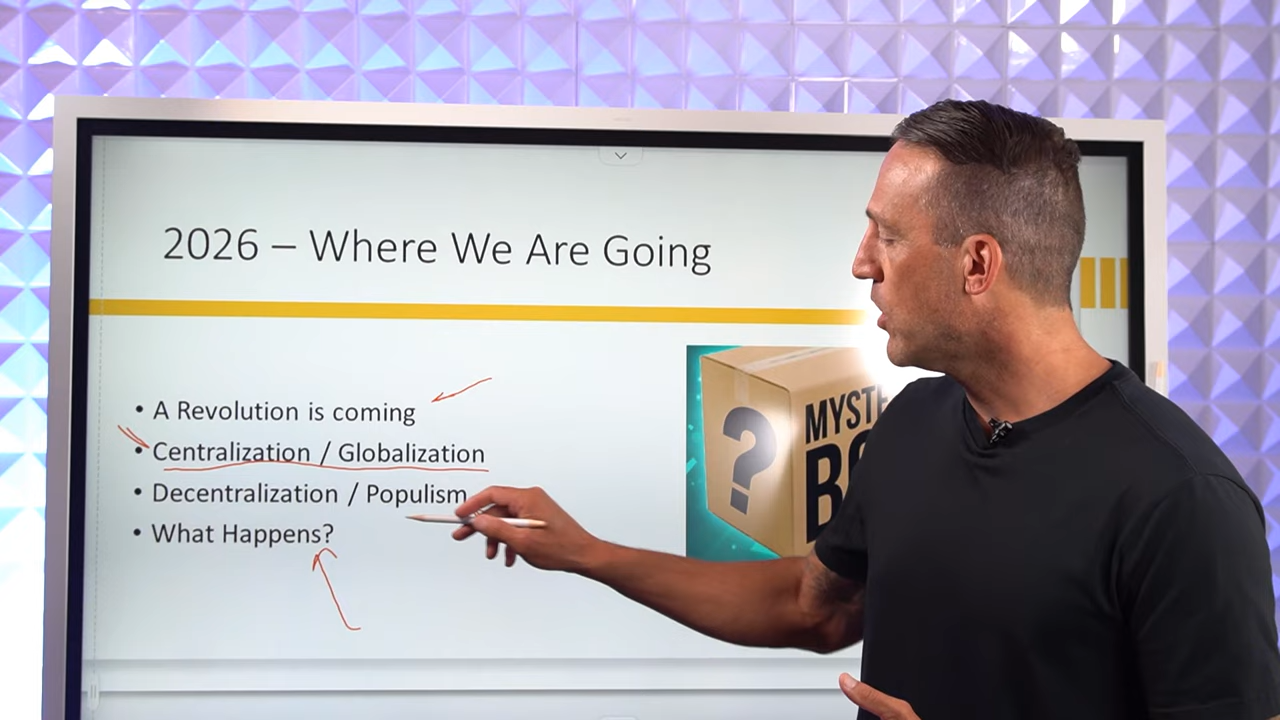 2026 – Where We Are Going
• A Revolution is coming
• Centralization / Globalization
• Decentralization / Populism
• What Happens?
?